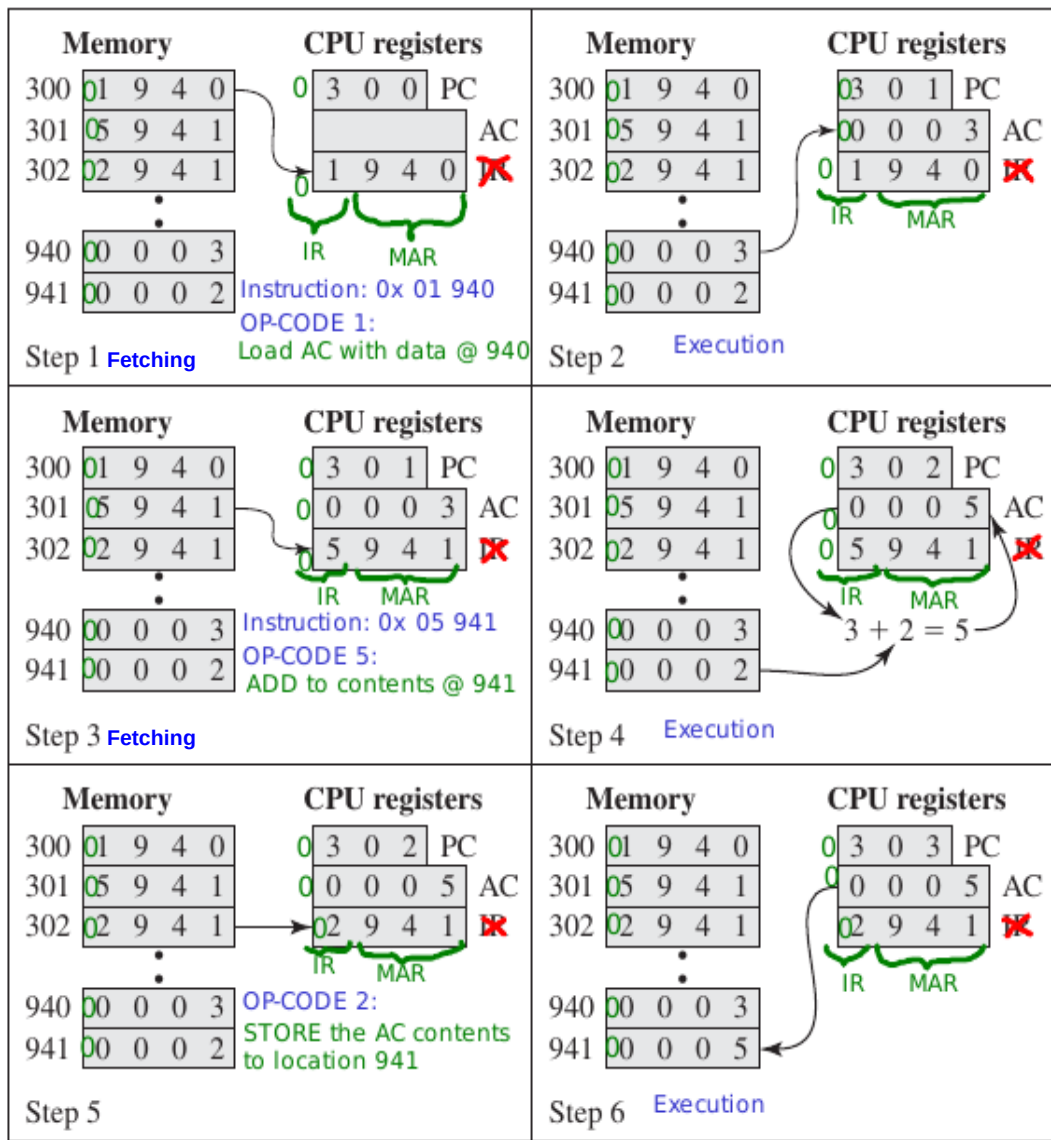 Memory CPU registers
300 01 9 4 0 0 3 0 0 PC
301 05 9 4 1 AC
302 02 9 4 1 0 1 9 4 0 IR
IR MAR
940 00 0 0 3
941 00 0 0 2
Instruction: 0x 01 940
OP-CODE 1:
Load AC with data @ 940
Step 1 Fetching
Memory CPU registers
300 01 9 4 0 03 0 1 PC
301 05 9 4 1 00 0 0 3 AC
302 02 9 4 1 0 1 9 4 0 IR
IR MAR
940 00 0 0 3
941 00 0 0 2
Step 2 Execution
Memory CPU registers
300 01 9 4 0 0 3 0 1 PC
301 05 9 4 1 0 0 0 0 3 AC
302 02 9 4 1 0 5 9 4 1 IR
IR MAR
940 00 0 0 3
941 00 0 0 2
Instruction: 0x 05 941
OP-CODE 5:
ADD to contents @ 941
Step 3 Fetching
Memory CPU registers
300 01 9 4 0 0 3 0 2 PC
301 05 9 4 1 0 0 0 0 5 AC
302 02 9 4 1 0 5 9 4 1 IR
IR MAR
940 00 0 0 3
3 + 2 = 5
941 00 0 0 2
Step 4 Execution
Memory CPU registers
300 01 9 4 0 0 3 0 2 PC
301 05 9 4 1 0 0 0 0 5 AC
302 02 9 4 1 02 9 4 1 IR
IR MAR
940 00 0 0 3
941 00 0 0 2
OP-CODE 2:
STORE the AC contents
to location 941
Step 5
Memory CPU registers
300 01 9 4 0 0 3 0 3 PC
301 05 9 4 1 0 0 0 0 5 AC
302 02 9 4 1 02 9 4 1 IR
IR MAR
940 00 0 0 3
941 00 0 0 5
Step 6 Execution